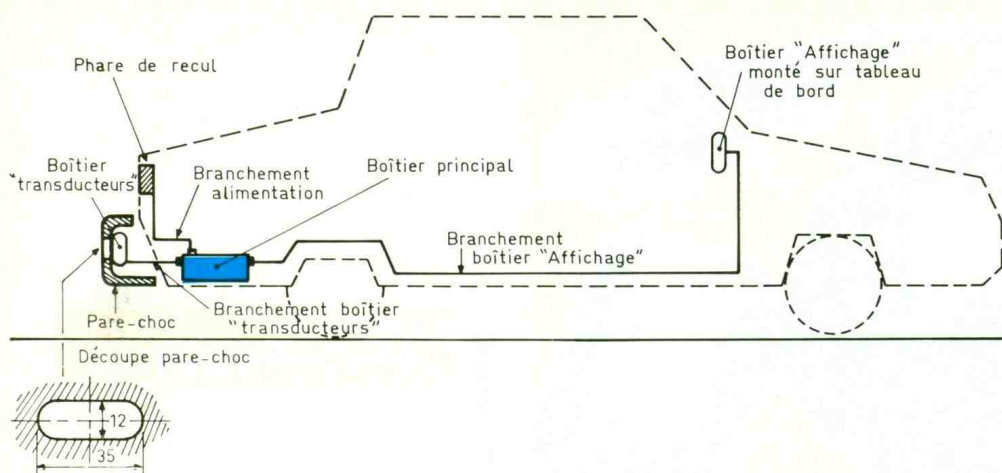 Phare de recul
Boîtier "Affichage"
monté sur tableau
de bord
Boîtier
"transducteurs"
Branchement
alimentation
Boîtier principal
Branchement
boîtier "Affichage"
Pare-choc
Branchement boîtier
"transducteurs"
Découpe pare-choc
12
35